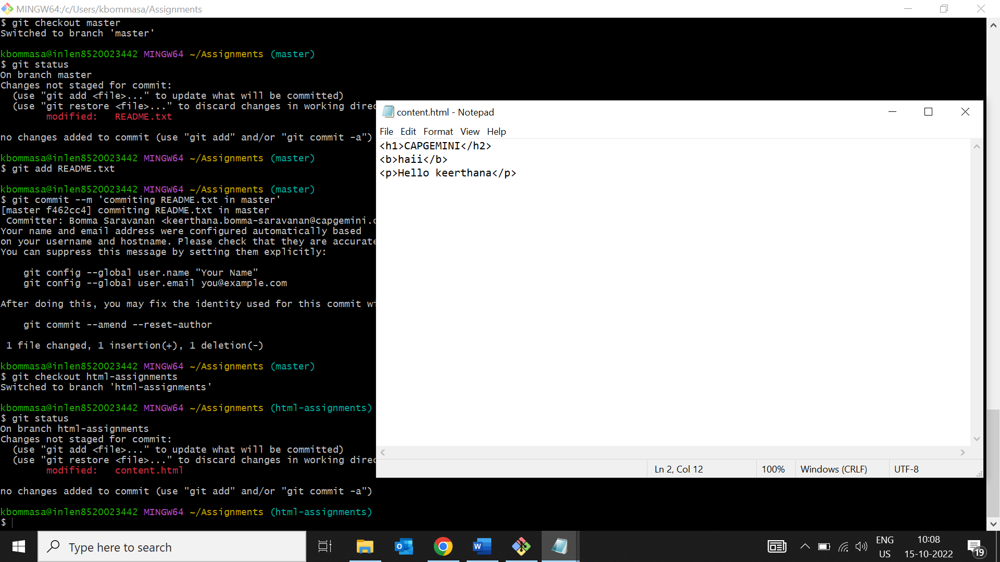 MINGW64:/c/Users/kbommasa/Assignments
$ git checkout master
Switched to branch 'master'
kbommasa@inlen8520023442 MINGW64 ~/Assignments (master)
$ git status
On branch master
Changes not staged for commit:
(use "git add <file>..." to update what will be committed)
(use "git restore <file>..." to discard changes in working direc
modified: README.txt
no changes added to commit (use "git add" and/or "git commit -a")
kbommasa@inlen8520023442 MINGW64 ~/Assignments (master)
$ git add README.txt
kbommasa@inlen8520023442 MINGW64 ~/Assignments (master)
$ git commit --m 'commiting README.txt in master'
[master f462cc4] commiting README.txt in master
Committer: Bomma Saravanan <keerthana.bomma-saravanan@capgemini.c
Your name and email address were configured automatically based
on your username and hostname. Please check that they are accurate
You can suppress this message by setting them explicitly:
git config --global user.name "Your Name"
git config --global user.email you@example.com
After doing this, you may fix the identity used for this commit wi
git commit --amend --reset-author
1 file changed, 1 insertion(+), 1 deletion(-)
kbommasa@inlen8520023442 MINGW64 ~/Assignments (master)
$ git checkout html-assignments
Switched to branch 'html-assignments'
kbommasa@inlen8520023442 MINGW64 ~/Assignments (html-assignments)
$ git status
On branch html-assignments
Changes not staged for commit:
(use "git add <file>..." to update what will be committed)
(use "git restore <file>..." to discard changes in working direc
modified: content.html
no changes added to commit (use "git add" and/or "git commit -a")
kbommasa@inlen8520023442 MINGW64 ~/Assignments (html-assignments)
$
content.html - Notepad
File Edit Format View Help
<h1>CAPGEMINI</h2>
<b>haii</b>
<p>Hello keerthana</p>
Ln 2, Col 12 100% Windows (CRLF) UTF-8
Type here to search
ENG
US
10:08
15-10-2022
19